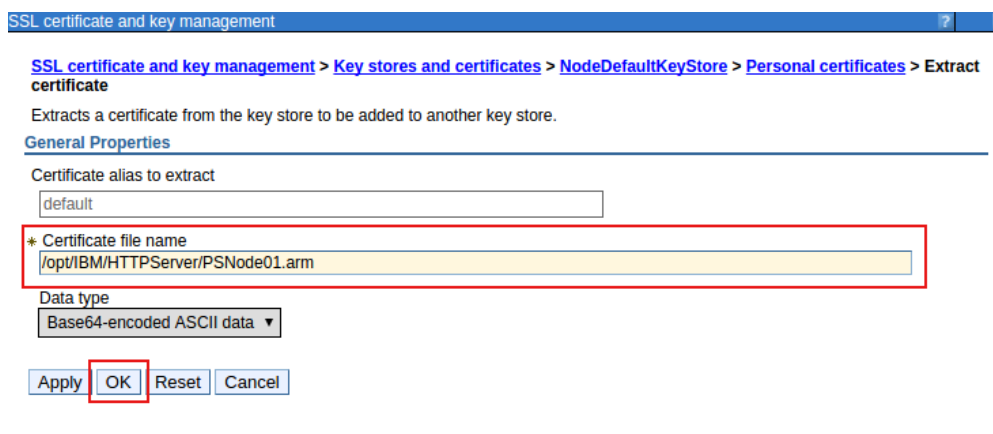 SSL certificate and key management ?
SSL certificate and key management > Key stores and certificates > NodeDefaultKeyStore > Personal certificates > Extract
certificate
Extracts a certificate from the key store to be added to another key store.
General Properties
Certificate alias to extract
default
* Certificate file name
/opt/IBM/HTTPServer/PSNode01.arm
Data type
Base64-encoded ASCII data ▼
Apply OK Reset Cancel